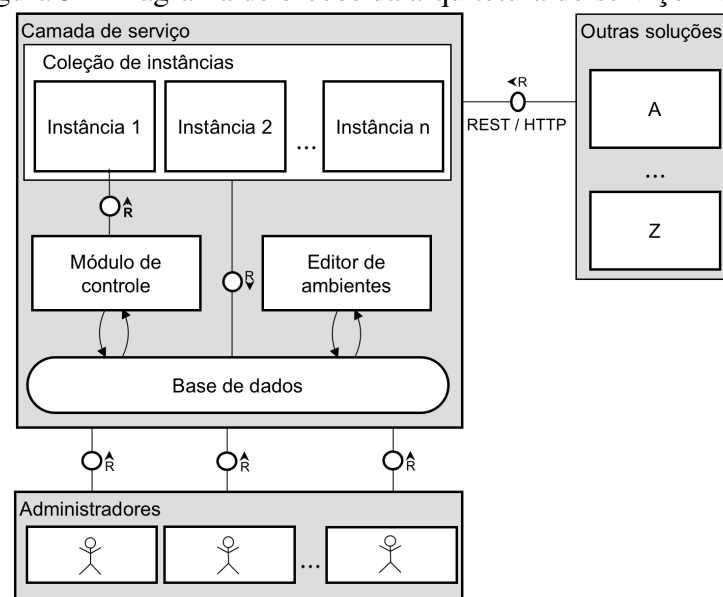 Camada de serviço
Outras soluções
Coleção de instâncias
Instância 1
Instância 2
...
Instância n
R
REST / HTTP
A
...
Z
R
Módulo de
controle
R
Editor de
ambientes
Base de dados
R
R
R
Administradores
...